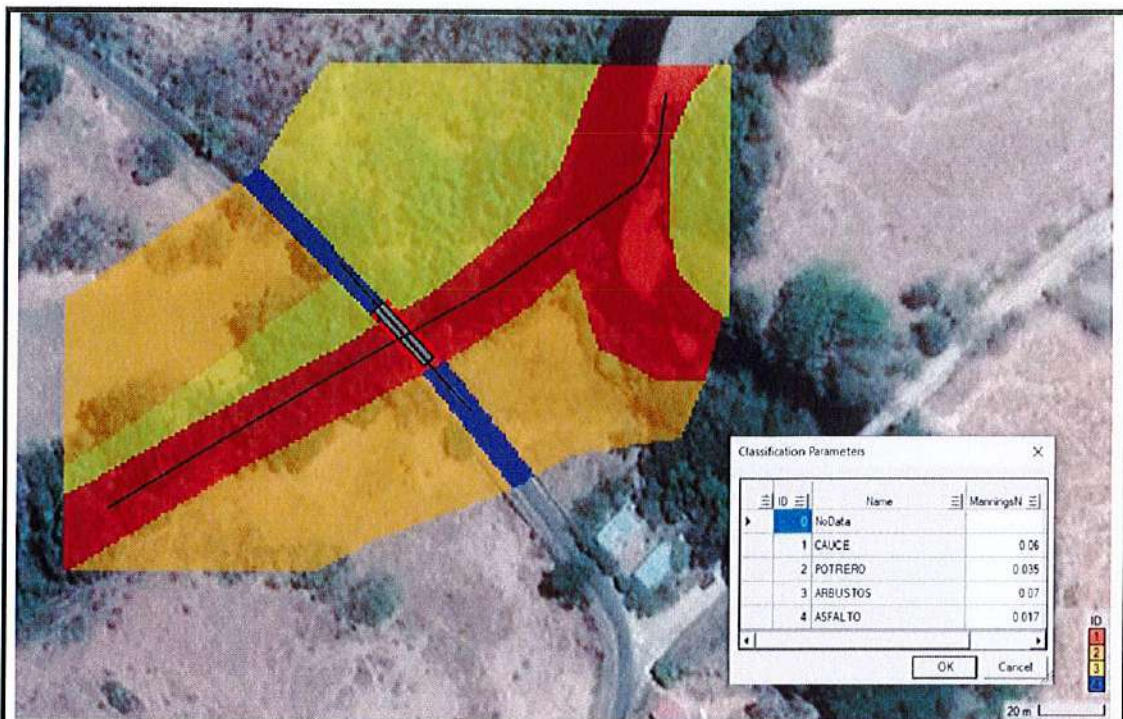 Classification Parameters
ID Name ManningsN
0 NoData
1 CAUCE 0.06
2 POTRERO 0.035
3 ARBUSTOS 0.07
4 ASFALTO 0.017
OK Cancel
ID
1
2
3
4
20 m